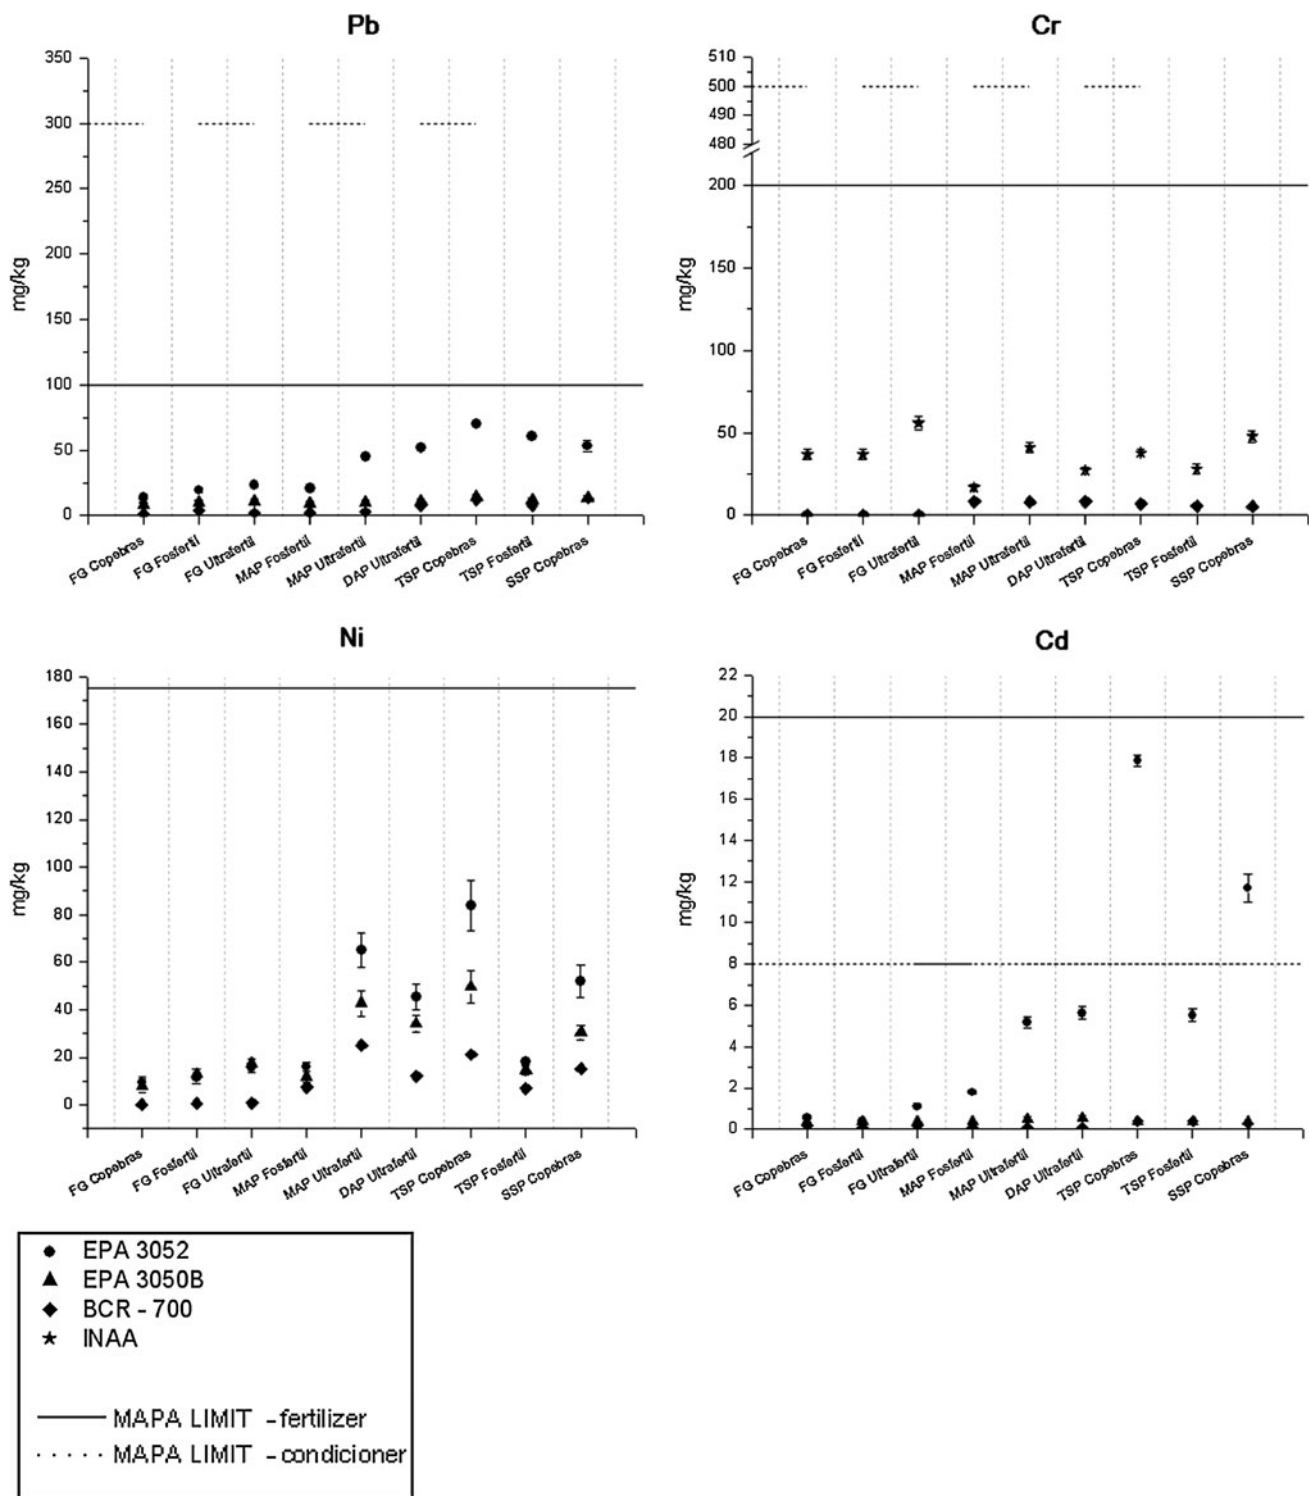 Pb
350
300
250
200
150
100
50
0
mg/kg
FG Copebras
FG Fosfertil
FG Ultrafertil
MAP Fosfertil
MAP Ultrafertil
DAP Ultrafertil
TSP Copebras
TSP Fosfertil
SSP Copebras
Cr
510
500
490
480
200
150
100
50
0
mg/kg
FG Copebras
FG Fosfertil
FG Ultrafertil
MAP Fosfertil
MAP Ultrafertil
DAP Ultrafertil
TSP Copebras
TSP Fosfertil
SSP Copebras
Ni
180
160
140
120
100
80
60
40
20
0
mg/kg
FG Copebras
FG Fosfertil
FG Ultrafertil
MAP Fosfertil
MAP Ultrafertil
DAP Ultrafertil
TSP Copebras
TSP Fosfertil
SSP Copebras
Cd
22
20
18
16
14
12
10
8
6
4
2
0
mg/kg
FG Copebras
FG Fosfertil
FG Ultrafertil
MAP Fosfertil
MAP Ultrafertil
DAP Ultrafertil
TSP Copebras
TSP Fosfertil
SSP Copebras
EPA 3052
EPA 3050B
BCR - 700
INAA
MAPA LIMIT - fertilizer
MAPA LIMIT - condicioner